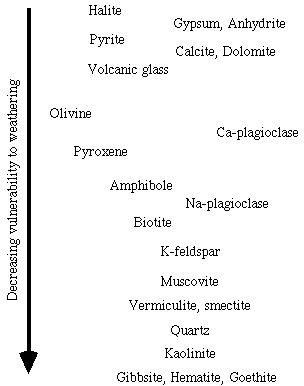 Halite
Gypsum, Anhydrite
Pyrite
Calcite, Dolomite
Volcanic glass
Olivine
Ca-plagioclase
Pyroxene
Amphibole
Na-plagioclase
Biotite
K-feldspar
Muscovite
Vermiculite, smectite
Quartz
Kaolinite
Gibbsite, Hematite, Goethite
Decreasing vulnerability to weathering